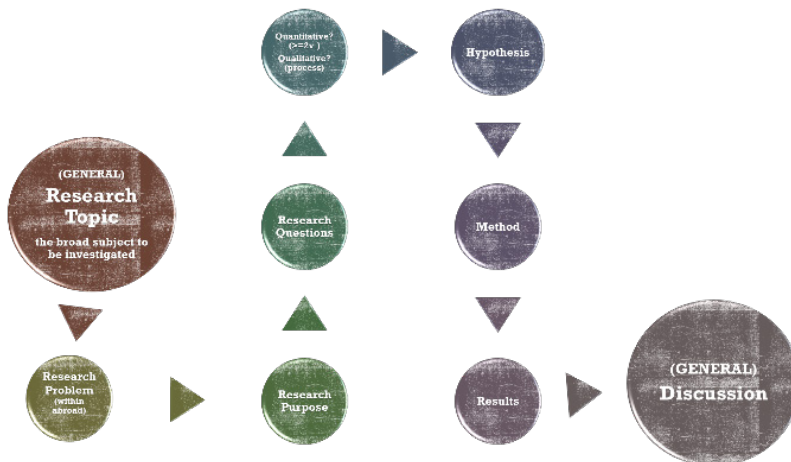 (GENERAL)
Research
Topic
the broad subject to
be investigated
Research
Problem
(within
abroad)
Research
Purpose
Research
Questions
Quantitative?
(>=2v )
Qualitative?
(process)
Hypothesis
Method
Results
(GENERAL)
Discussion